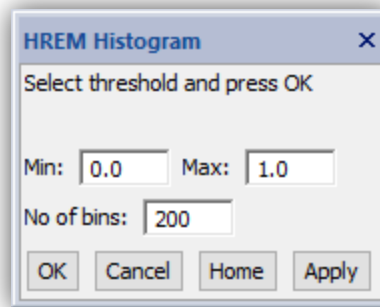 HREM Histogram
Select threshold and press OK
Min: 0.0 Max: 1.0
No of bins: 200
OK Cancel Home Apply